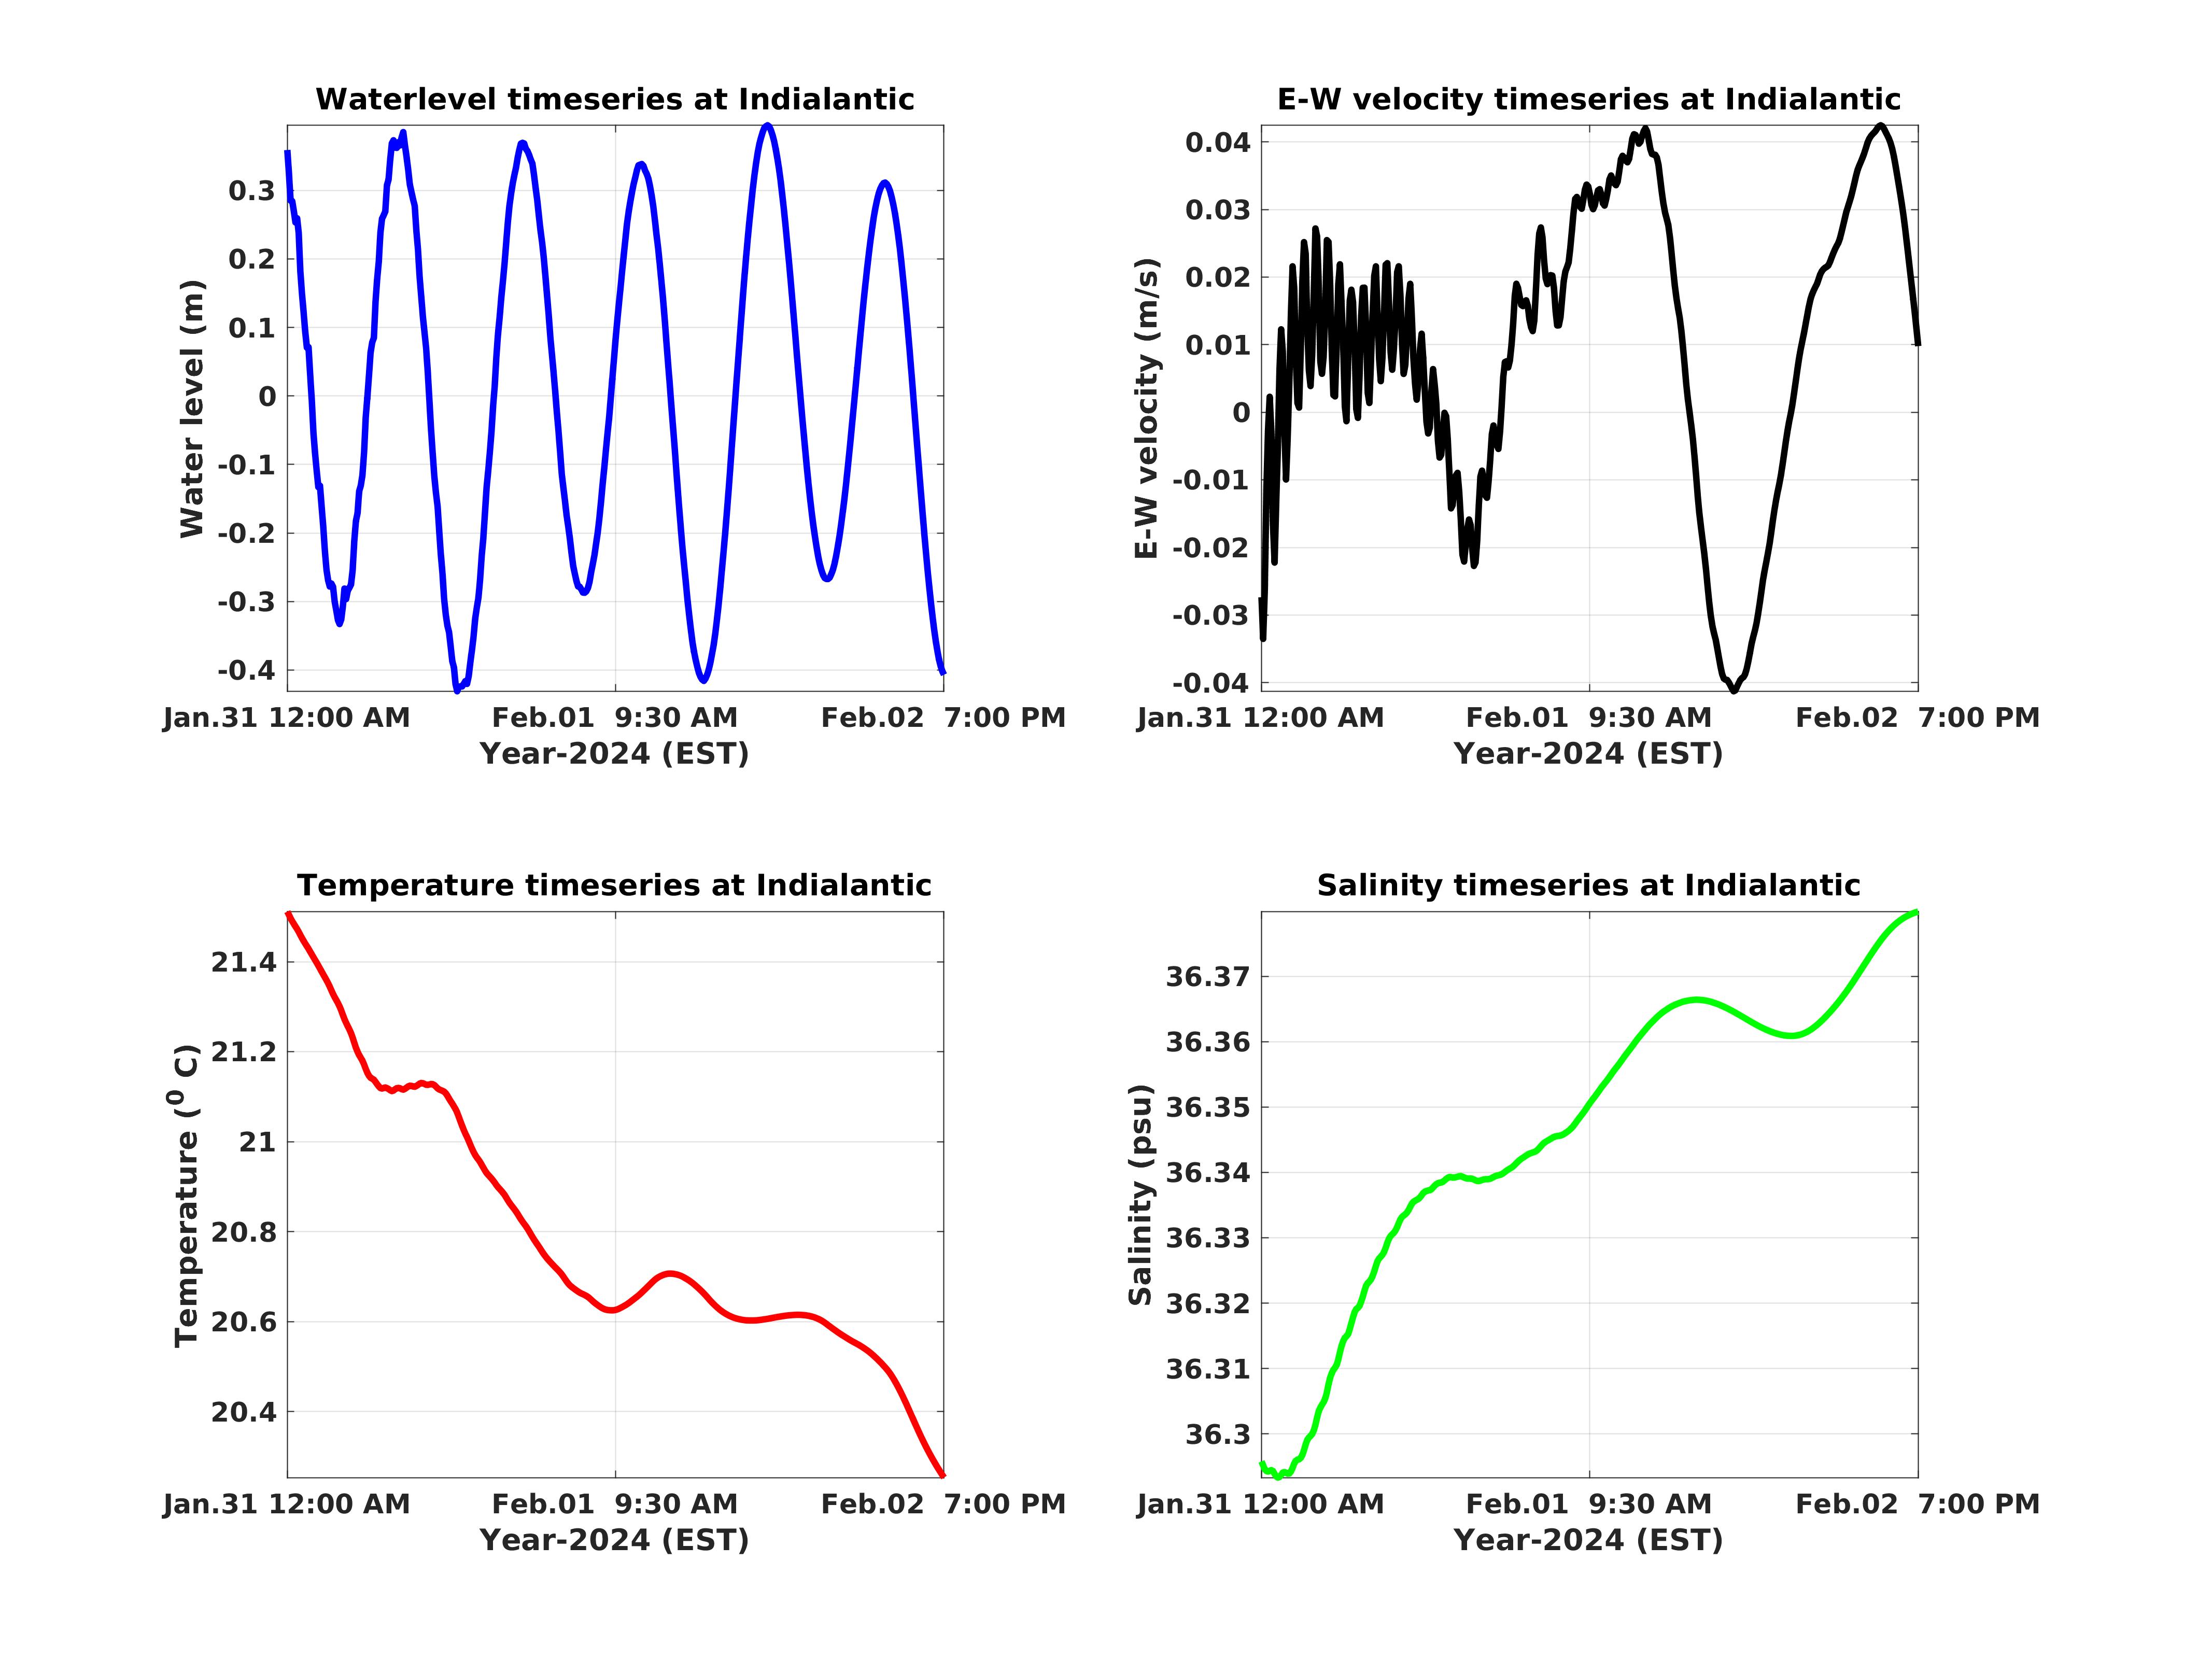 Waterlevel timeseries at Indialantic
Water level (m)
0.3
0.2
0.1
0
-0.1
-0.2
-0.3
-0.4
Jan.31 12:00 AM Feb.01 9:30 AM Feb.02 7:00 PM
Year-2024 (EST)
E-W velocity timeseries at Indialantic
E-W velocity (m/s)
0.04
0.03
0.02
0.01
0
-0.01
-0.02
-0.03
-0.04
Jan.31 12:00 AM Feb.01 9:30 AM Feb.02 7:00 PM
Year-2024 (EST)
Temperature timeseries at Indialantic
Temperature (⁰ C)
21.4
21.2
21
20.8
20.6
20.4
Jan.31 12:00 AM Feb.01 9:30 AM Feb.02 7:00 PM
Year-2024 (EST)
Salinity timeseries at Indialantic
Salinity (psu)
36.37
36.36
36.35
36.34
36.33
36.32
36.31
36.3
Jan.31 12:00 AM Feb.01 9:30 AM Feb.02 7:00 PM
Year-2024 (EST)